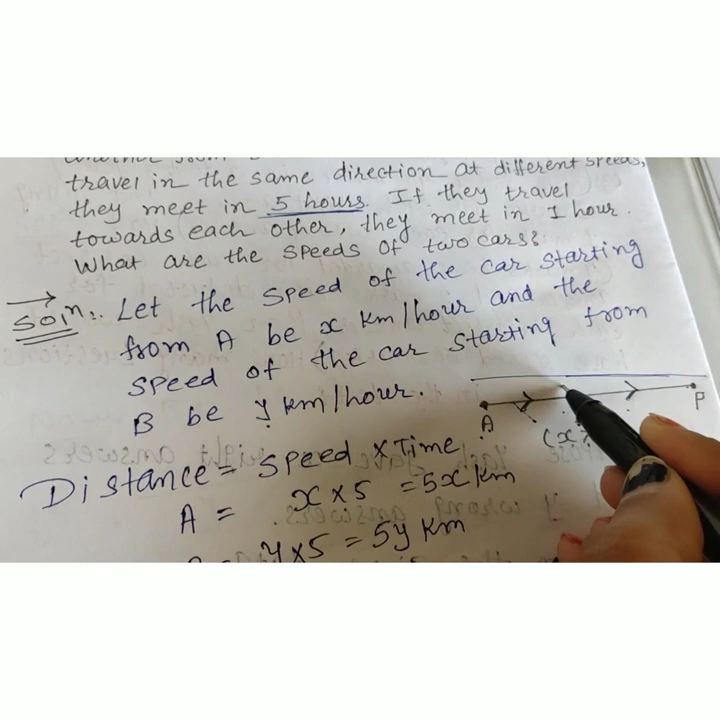 travel in the same direction at different speeds,
they meet in 5 hours. If they travel
towards each other, they meet in 1 hour.
What are the speeds of two cars?
Soln:. Let the speed of the car starting
from A be x km/hour and the
speed of the car starting from
B be y km/hour.
A P
(x
Distance = Speed × Time
A = x × 5 = 5x km
y × 5 = 5y km